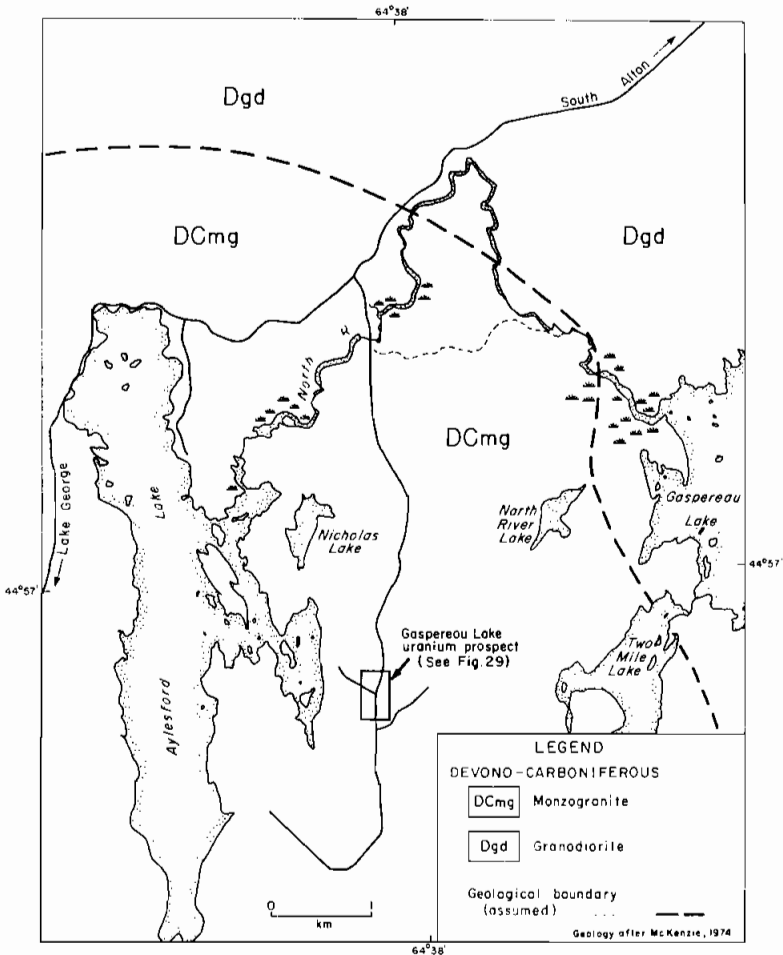 64°38'
Dgd
South Alton
DCmg
Dgd
North
R
DCmg
Lake George
Lake
Nicholas
Lake
North
River
Lake
Gaspereau
Lake
44°57'
44°57'
Gaspereou Lake
uranium prospect
(See Fig. 29)
Two
Mile
Lake
Aylesford
LEGEND
DEVONO-CARBONIFEROUS
DCmg Monzogranite
Dgd Granodiorite
Geological boundary
(assumed) . . .
Geology after McKenzie, 1974
0 1
km
64°38'